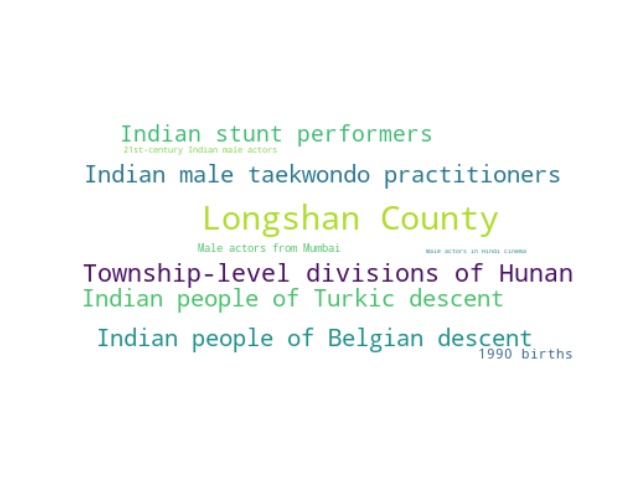 Indian stunt performers
21st-century Indian male actors
Indian male taekwondo practitioners
Longshan County
Male actors from Mumbai
Male actors in Hindi cinema
Township-level divisions of Hunan
Indian people of Turkic descent
Indian people of Belgian descent
1990 births